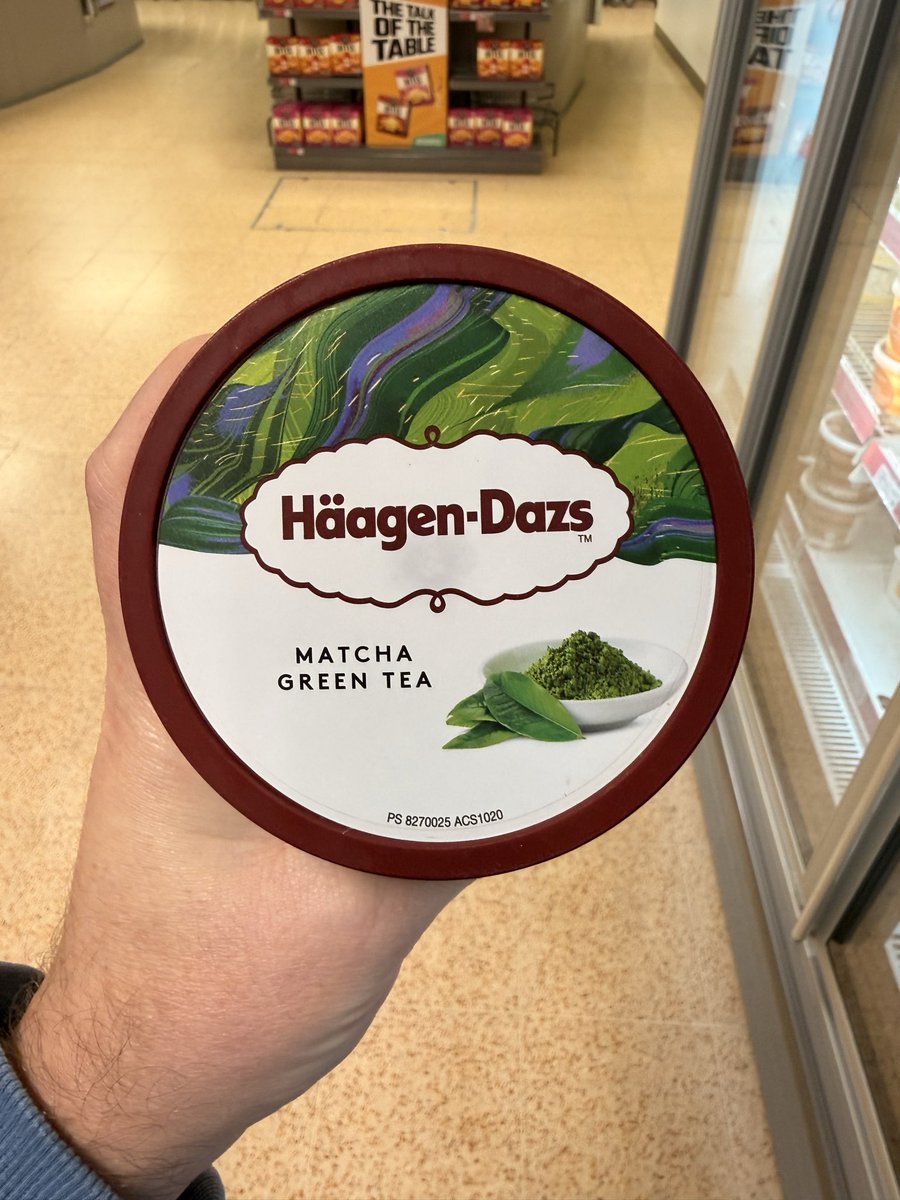 THE TALK
OF THE
TABLE
Häagen-Dazs
TM
MATCHA
GREEN TEA
PS 8270025 ACS1020